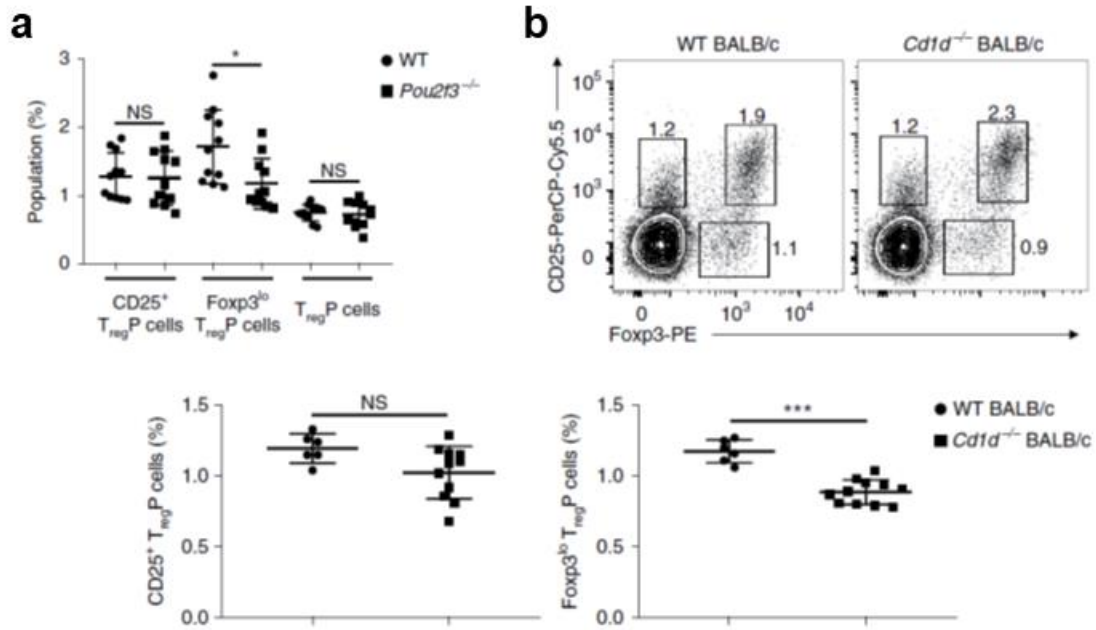 a
3
2
1
0
Population (%)
NS
*
NS
WT
Pou2f3⁻/⁻
CD25⁺
TregP cells
Foxp3ˡᵒ
TregP cells
TregP cells
b
WT BALB/c
Cd1d⁻/⁻ BALB/c
CD25-PerCP-Cy5.5
10⁵
10⁴
10³
0
1.2
1.9
1.1
1.2
2.3
0.9
0
10³
10⁴
Foxp3-PE
1.5
1.0
0.5
0.0
CD25⁺ TregP cells (%)
NS
1.5
1.0
0.5
0.0
Foxp3ˡᵒ TregP cells (%)
***
WT BALB/c
Cd1d⁻/⁻ BALB/c